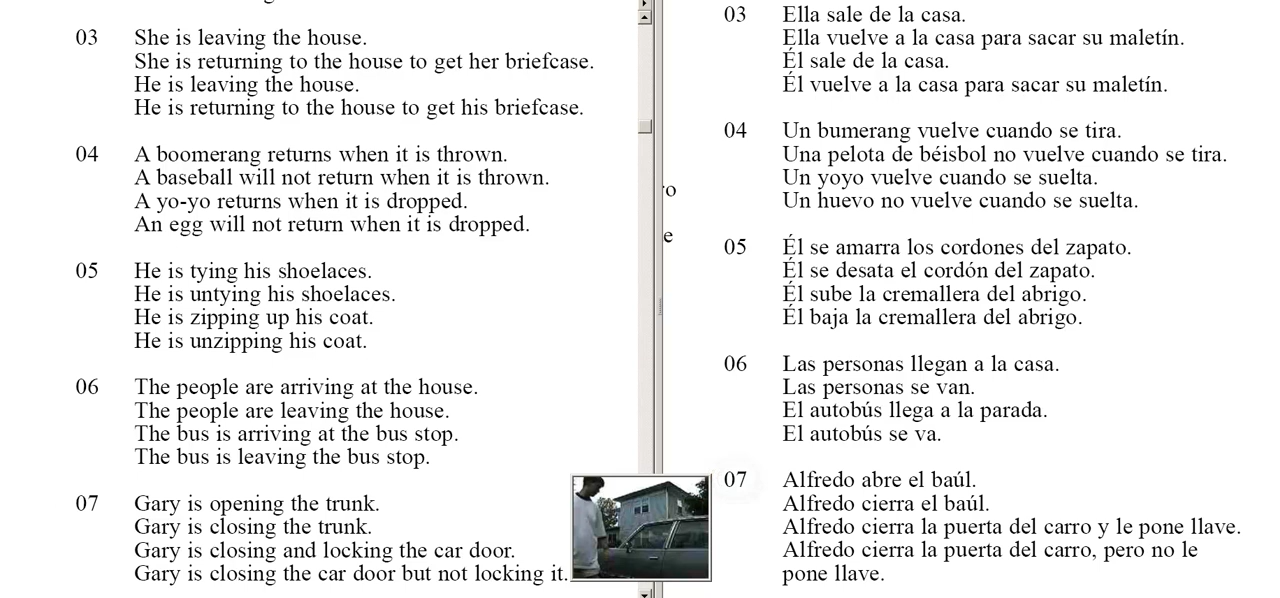 03 She is leaving the house.
She is returning to the house to get her briefcase.
He is leaving the house.
He is returning to the house to get his briefcase.
04 A boomerang returns when it is thrown.
A baseball will not return when it is thrown.
A yo-yo returns when it is dropped.
An egg will not return when it is dropped.
05 He is tying his shoelaces.
He is untying his shoelaces.
He is zipping up his coat.
He is unzipping his coat.
06 The people are arriving at the house.
The people are leaving the house.
The bus is arriving at the bus stop.
The bus is leaving the bus stop.
07 Gary is opening the trunk.
Gary is closing the trunk.
Gary is closing and locking the car door.
Gary is closing the car door but not locking it.
03 Ella sale de la casa.
Ella vuelve a la casa para sacar su maletín.
Él sale de la casa.
Él vuelve a la casa para sacar su maletín.
04 Un bumerang vuelve cuando se tira.
Una pelota de béisbol no vuelve cuando se tira.
Un yoyo vuelve cuando se suelta.
Un huevo no vuelve cuando se suelta.
05 Él se amarra los cordones del zapato.
Él se desata el cordón del zapato.
Él sube la cremallera del abrigo.
Él baja la cremallera del abrigo.
06 Las personas llegan a la casa.
Las personas se van.
El autobús llega a la parada.
El autobús se va.
07 Alfredo abre el baúl.
Alfredo cierra el baúl.
Alfredo cierra la puerta del carro y le pone llave.
Alfredo cierra la puerta del carro, pero no le
pone llave.